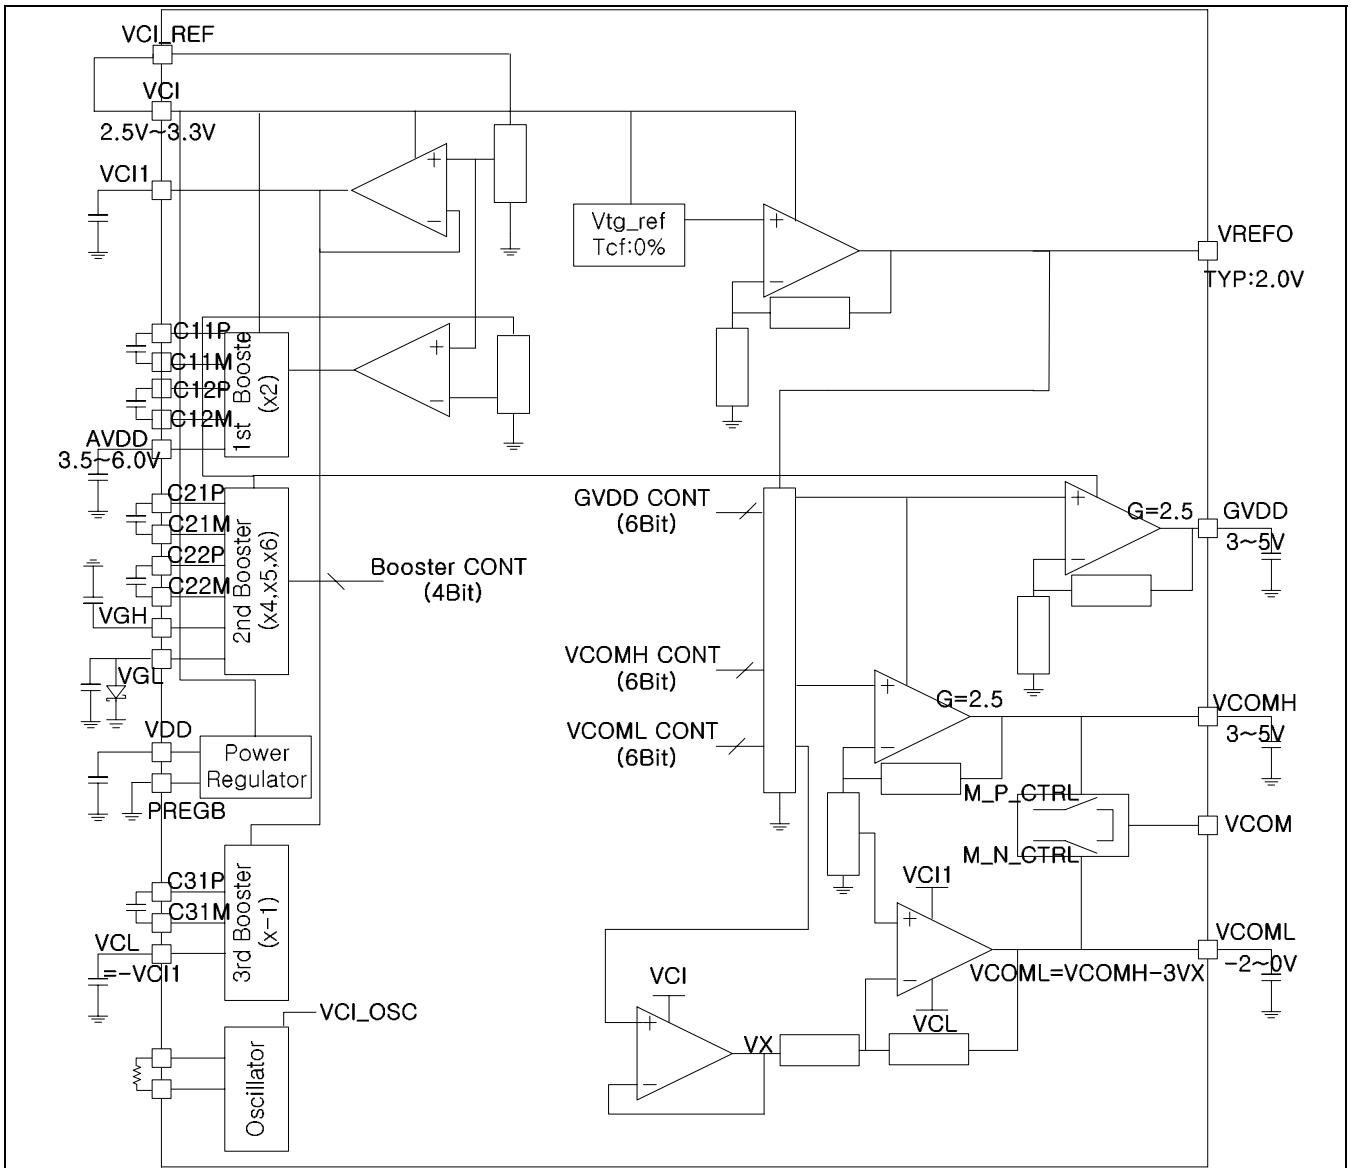 VCI_REF
VCI
2.5V~3.3V
VCI1
+
−
Vtg_ref
Tcf:0%
+
−
VREFO
TYP:2.0V
C11P
C11M
C12P
C12M
1st Booste
(x2)
+
−
AVDD
3.5~6.0V
C21P
C21M
C22P
C22M
2nd Booster
(x4,x5,x6)
Booster CONT
(4Bit)
VGH
VGL
GVDD CONT
(6Bit)
VCOMH CONT
(6Bit)
VCOML CONT
(6Bit)
+
−
G=2.5
GVDD
3~5V
+
−
G=2.5
VCOMH
3~5V
VDD
Power
Regulator
PREGB
M_P_CTRL
M_N_CTRL
VCOM
C31P
C31M
3rd Booster
(x-1)
VCL
=-VCI1
VCI1
+
−
VCL
VCOML=VCOMH-3VX
VCOML
-2~0V
VCI
+
−
VX
VCI_OSC
Oscillator